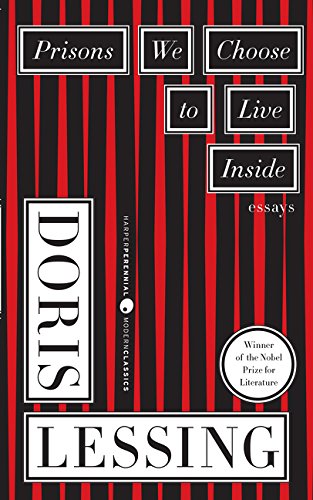 Prisons We Choose
to Live
Inside
essays
DORIS
HARPERPERENNIAL MODERNCLASSICS
Winner
of the Nobel
Prize for
Literature
LESSING